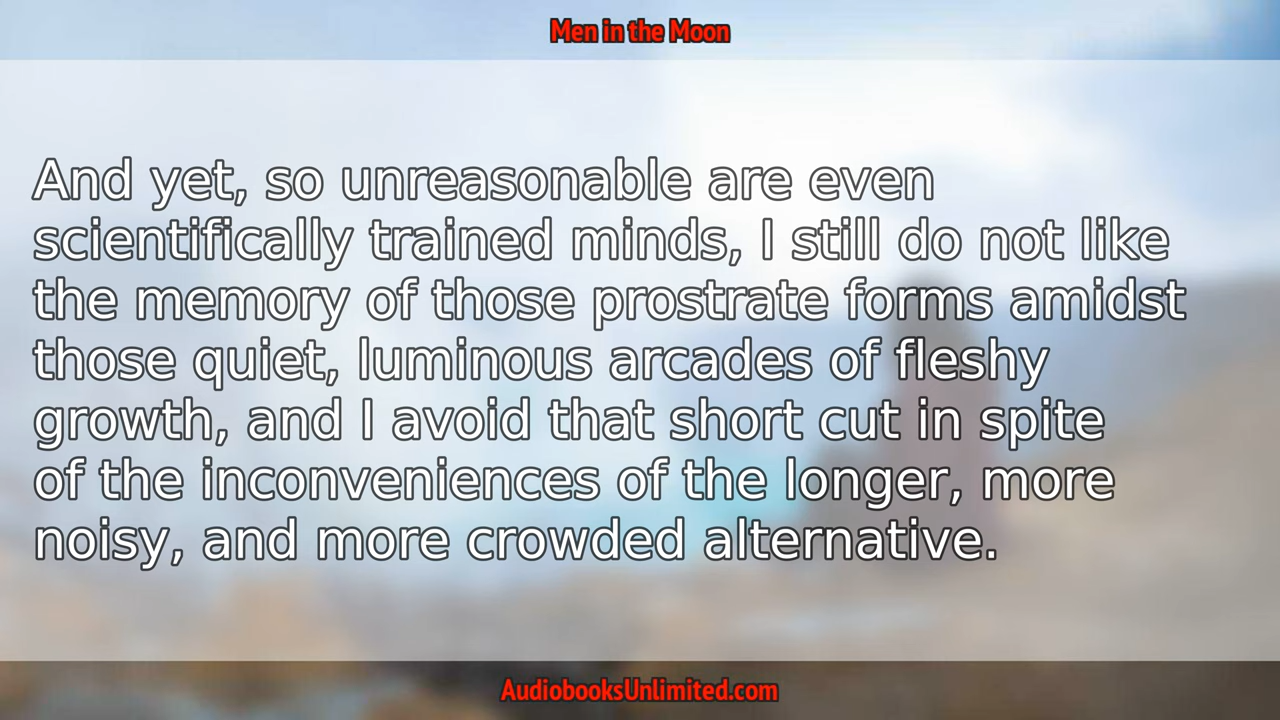 Men in the Moon
And yet, so unreasonable are even
scientifically trained minds, I still do not like
the memory of those prostrate forms amidst
those quiet, luminous arcades of fleshy
growth, and I avoid that short cut in spite
of the inconveniences of the longer, more
noisy, and more crowded alternative.
AudiobooksUnlimited.com